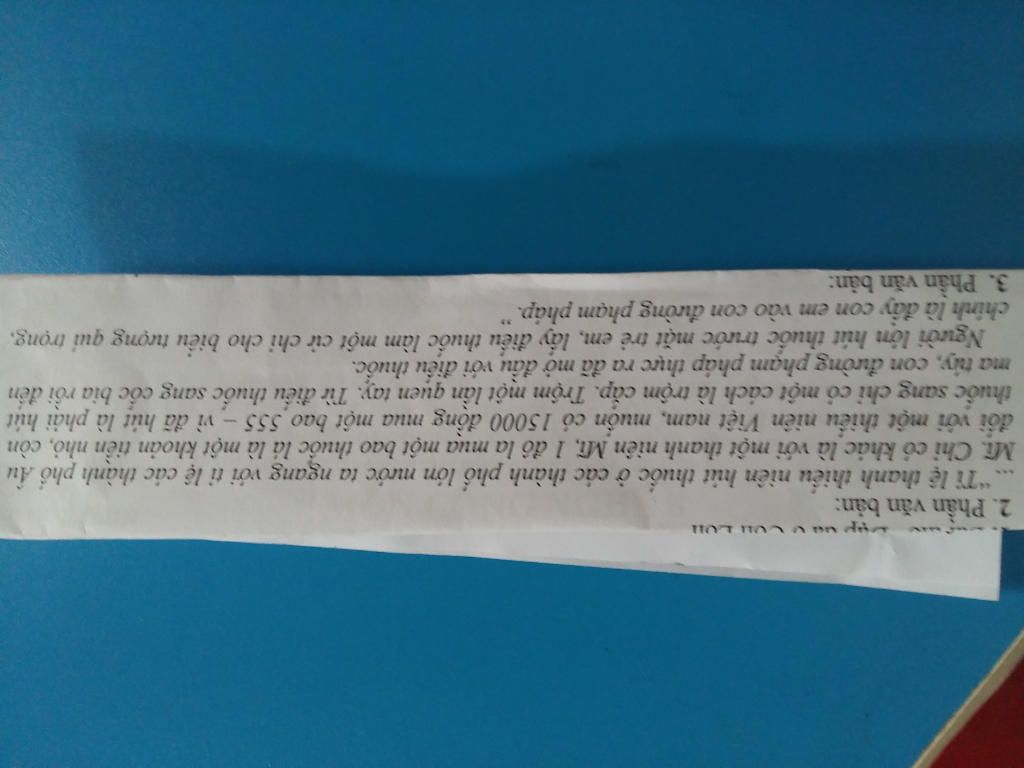 Đập đá ở Côn Lôn
2. Phần văn bản:
... “Tỉ lệ thanh thiếu niên hút thuốc ở các thành phố lớn nước ta ngang với tỉ lệ các thành phố Âu
Mĩ. Chỉ có khác là với một thanh niên Mĩ, 1 đô la mua một bao thuốc lá là một khoản tiền nhỏ, còn
đối với một thiếu niên Việt nam, muốn có 15000 đồng mua một bao 555 – vì đã hút là phải hút
thuốc sang chỉ có một cách là trộm cắp. Trộm một lần quen tay. Từ điếu thuốc sang cốc bia rồi đến
ma túy, con đường phạm pháp thực ra đã mở đầu với điếu thuốc.
Người lớn hút thuốc trước mặt trẻ em, lấy điếu thuốc làm một cử chỉ cho biểu tượng quí trọng,
chính là đẩy con em vào con đường phạm pháp.”
3. Phần văn bản: